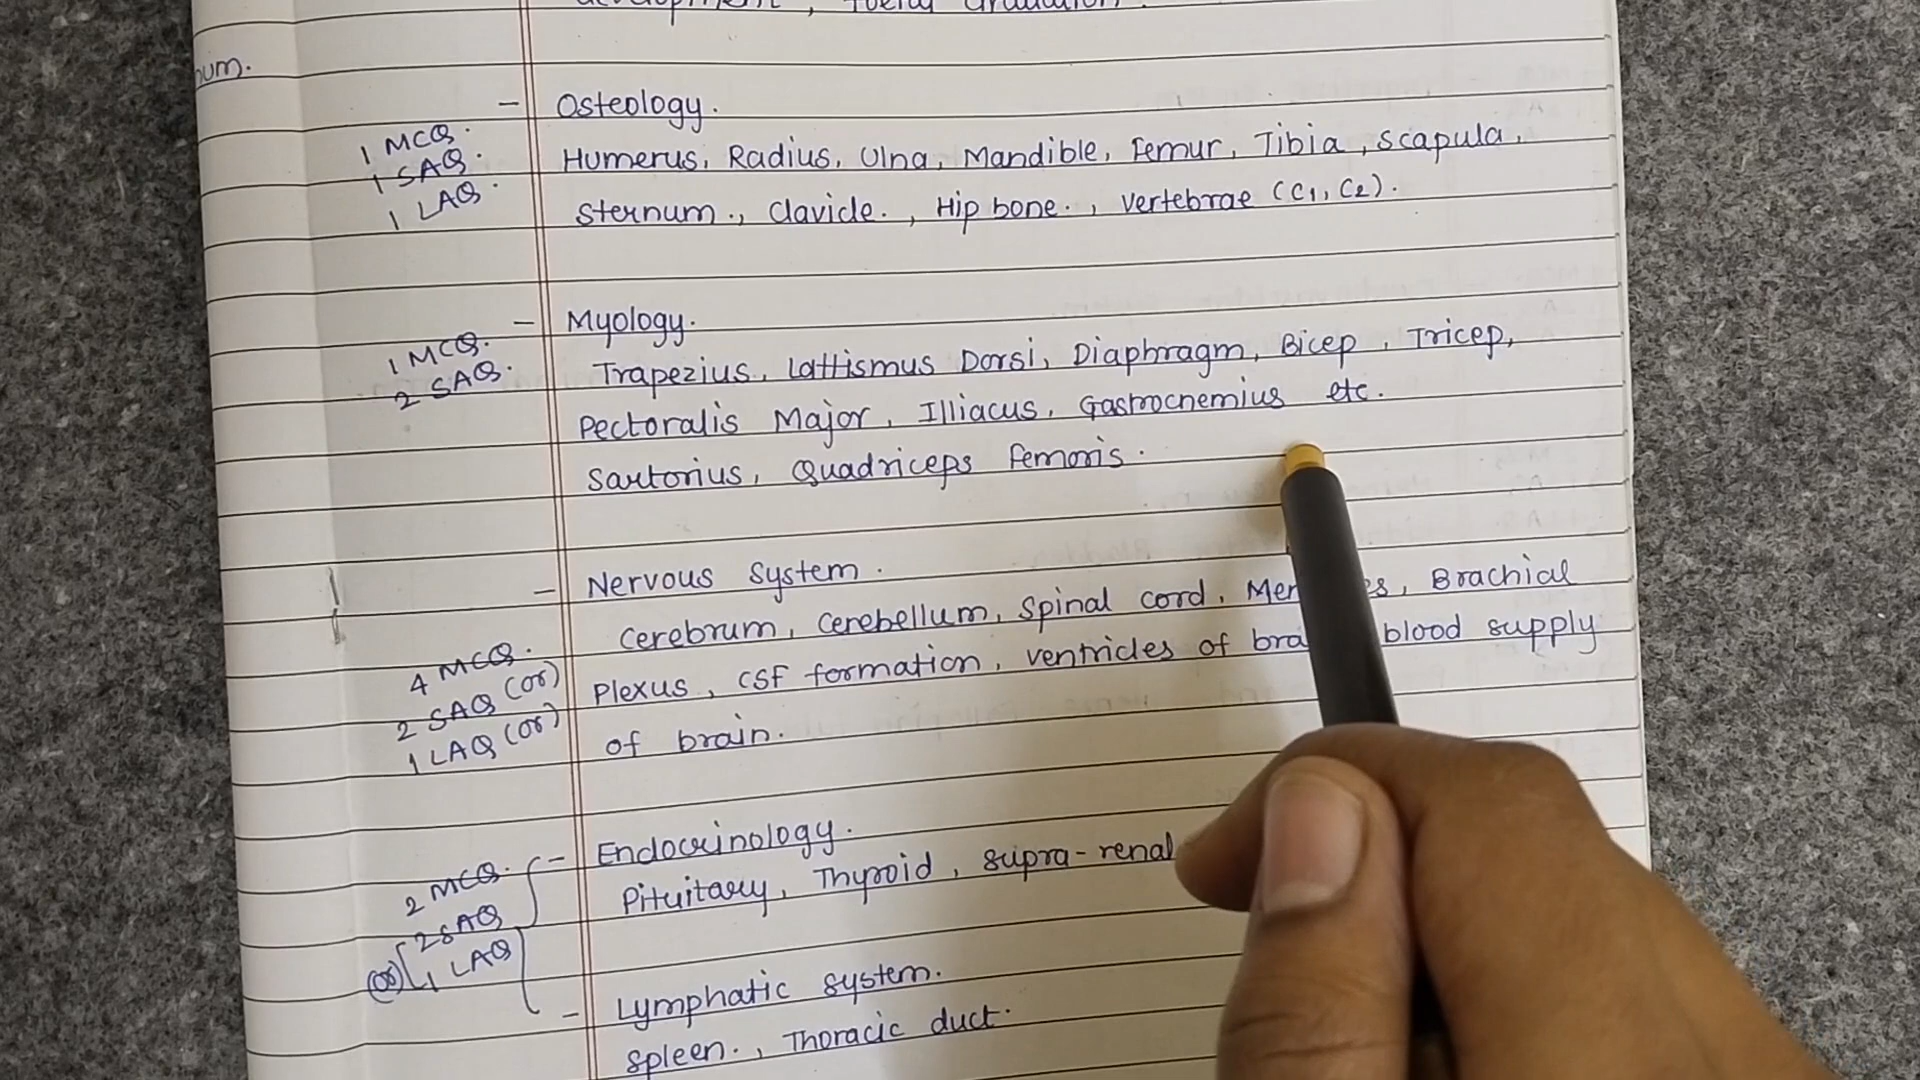 um.
- Osteology.
1 MCQ.
1 SAQ.
1 LAQ.
Humerus, Radius, Ulna, Mandible, Femur, Tibia, Scapula,
Sternum., Clavicle., Hip bone., Vertebrae (C1, C2).
- Myology.
1 MCQ.
2 SAQ.
Trapezius, Lattismus Dorsi, Diaphragm, Bicep, Tricep,
Pectoralis Major, Illiacus, Gastrocnemius etc.
Sartorius, Quadriceps Femoris.
- Nervous System.
4 MCQ.
2 SAQ (or)
1 LAQ (or)
Cerebrum, Cerebellum, Spinal cord, Brachial
Plexus, CSF formation, ventricles of blood supply
of brain.
- Endocrinology.
2 MCQ.
2 SAQ
(or) 1 LAQ
Pituitary, Thyroid, Supra-renal
- Lymphatic system.
Spleen., Thoracic duct.